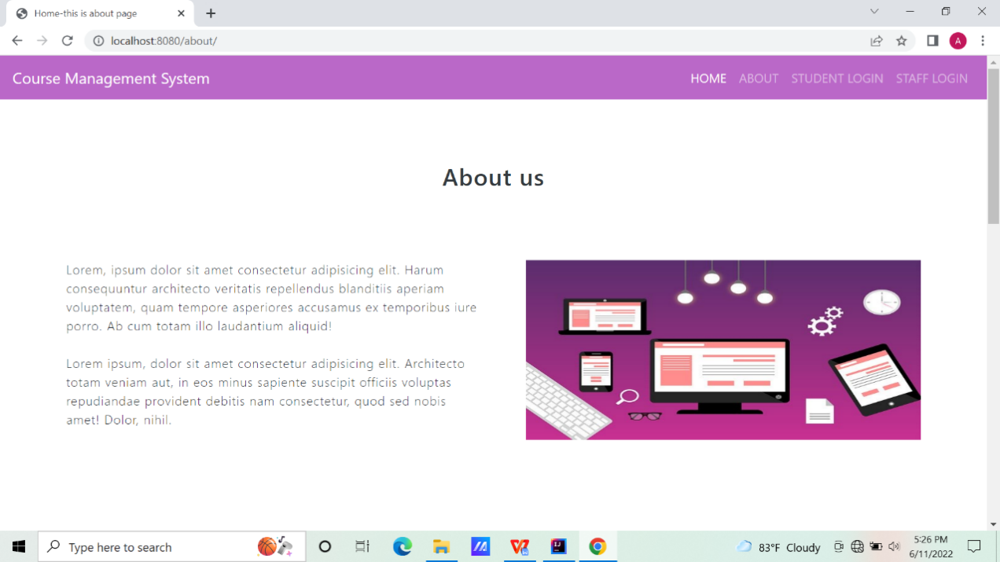 Home-this is about page
localhost:8080/about/
A
Course Management System
HOME ABOUT STUDENT LOGIN STAFF LOGIN
About us
Lorem, ipsum dolor sit amet consectetur adipisicing elit. Harum
consequuntur architecto veritatis repellendus blanditiis aperiam
voluptatem, quam tempore asperiores accusamus ex temporibus iure
porro. Ab cum totam illo laudantium aliquid!
Lorem ipsum, dolor sit amet consectetur adipisicing elit. Architecto
totam veniam aut, in eos minus sapiente suscipit officiis voluptas
repudiandae provident debitis nam consectetur, quod sed nobis
amet! Dolor, nihil.
Type here to search
83°F Cloudy
5:26 PM
6/11/2022